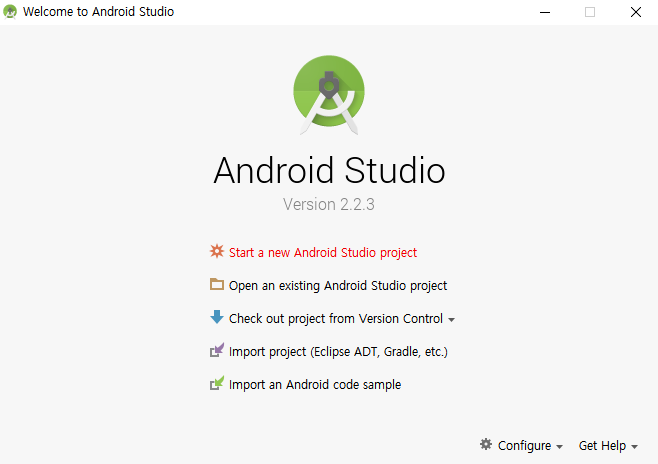 Welcome to Android Studio
Android Studio
Version 2.2.3
Start a new Android Studio project
Open an existing Android Studio project
Check out project from Version Control
Import project (Eclipse ADT, Gradle, etc.)
Import an Android code sample
Configure Get Help